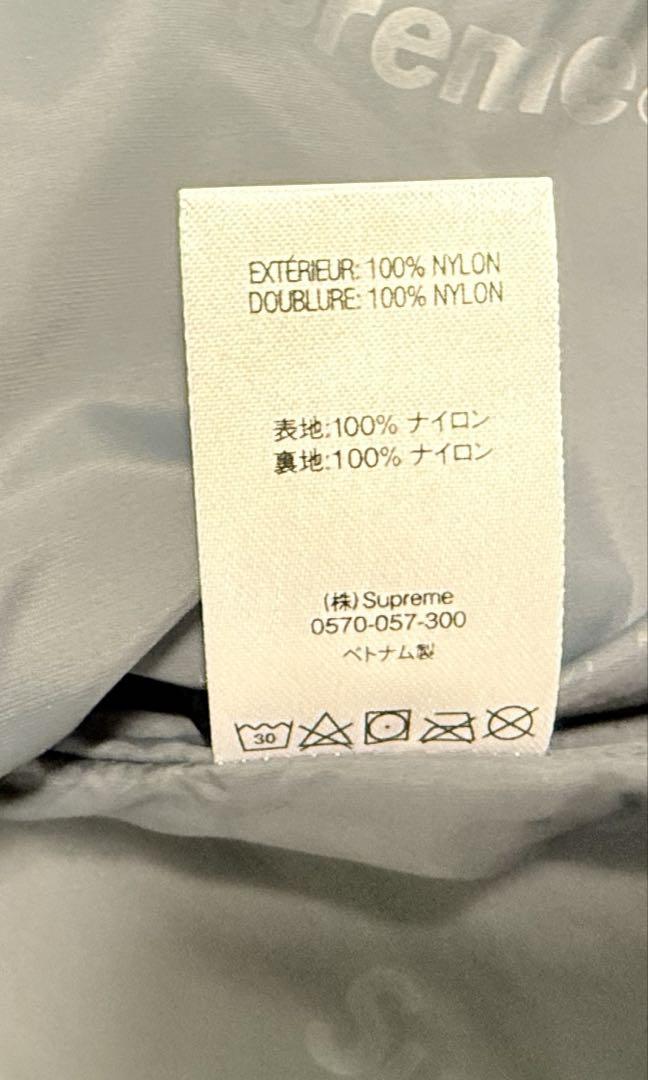 preme
EXTÉRIEUR: 100% NYLON
DOUBLURE: 100% NYLON
表地:100% ナイロン
裏地:100% ナイロン
(株)Supreme
0570-057-300
ベトナム製
30
S